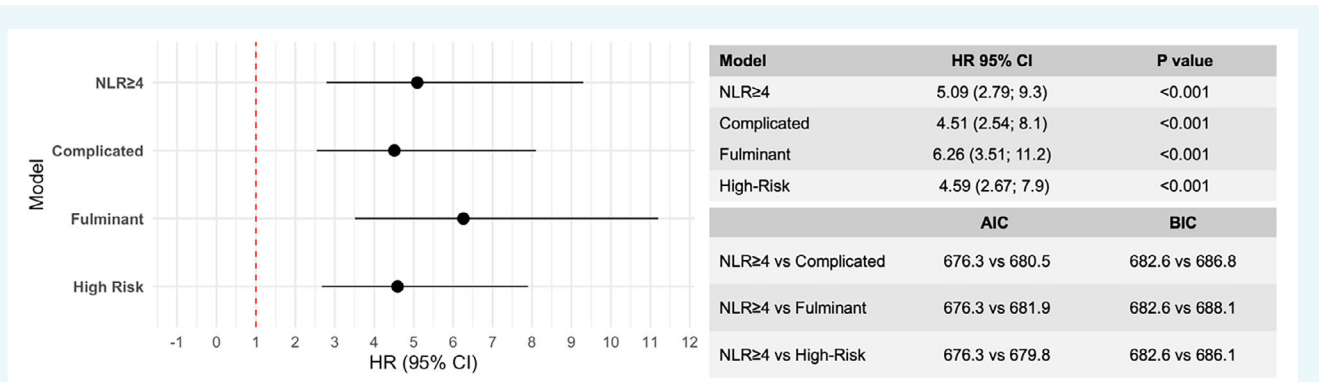 NLR≥4
Complicated
Fulminant
High Risk
Model
-1 0 1 2 3 4 5 6 7 8 9 10 11 12
HR (95% CI)
Model HR 95% CI P value
NLR≥4 5.09 (2.79; 9.3) <0.001
Complicated 4.51 (2.54; 8.1) <0.001
Fulminant 6.26 (3.51; 11.2) <0.001
High-Risk 4.59 (2.67; 7.9) <0.001
AIC BIC
NLR≥4 vs Complicated 676.3 vs 680.5 682.6 vs 686.8
NLR≥4 vs Fulminant 676.3 vs 681.9 682.6 vs 688.1
NLR≥4 vs High-Risk 676.3 vs 679.8 682.6 vs 686.1